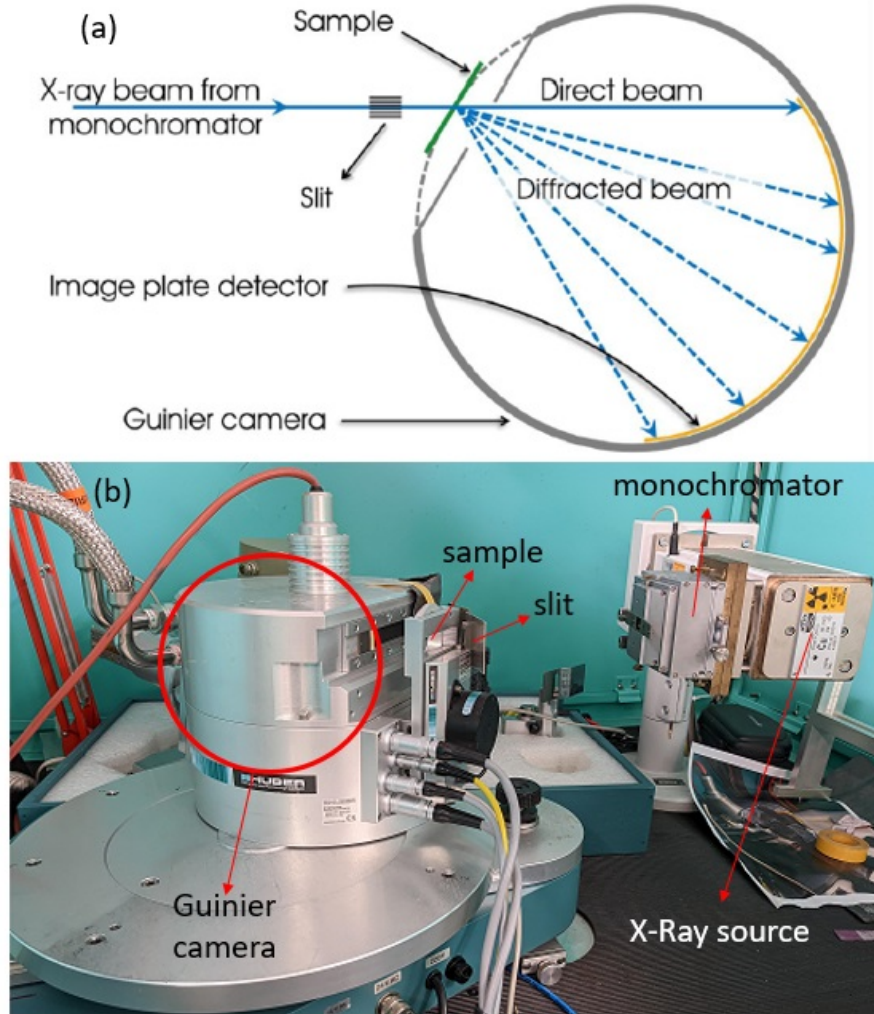 (a)
Sample
X-ray beam from
monochromator
Direct beam
Slit
Diffracted beam
Image plate detector
Guinier camera
(b)
monochromator
sample
slit
HUBER
Guinier
camera
X-Ray source